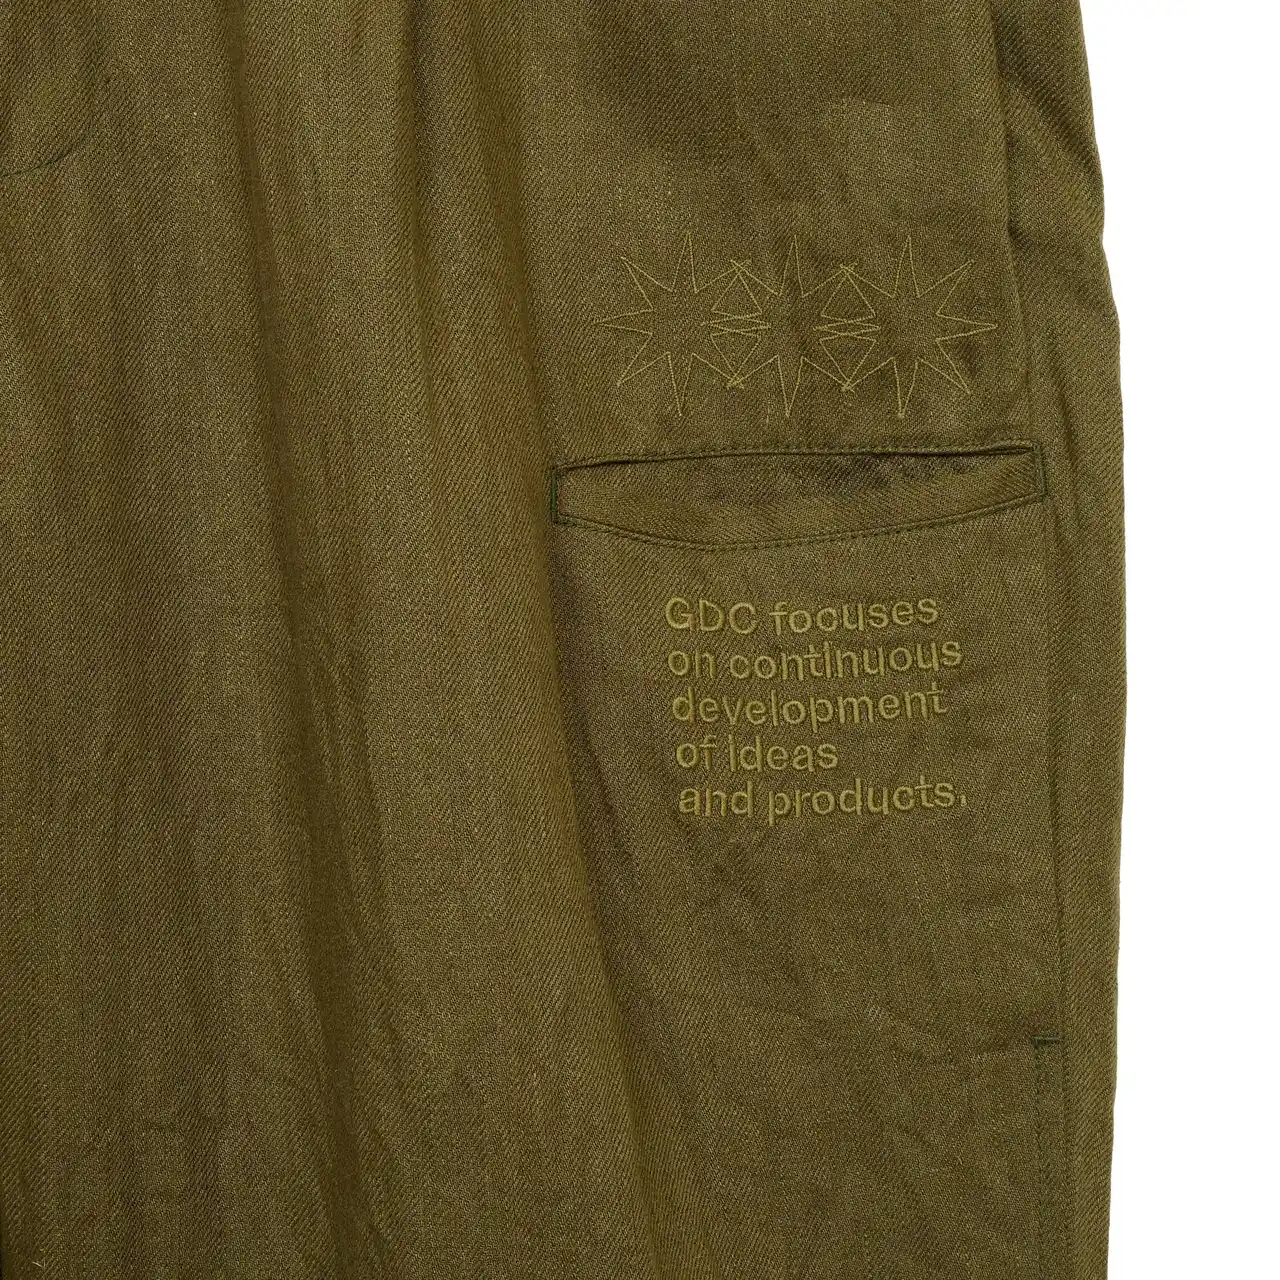 GDC focuses
on continuous
development
of ideas
and products.